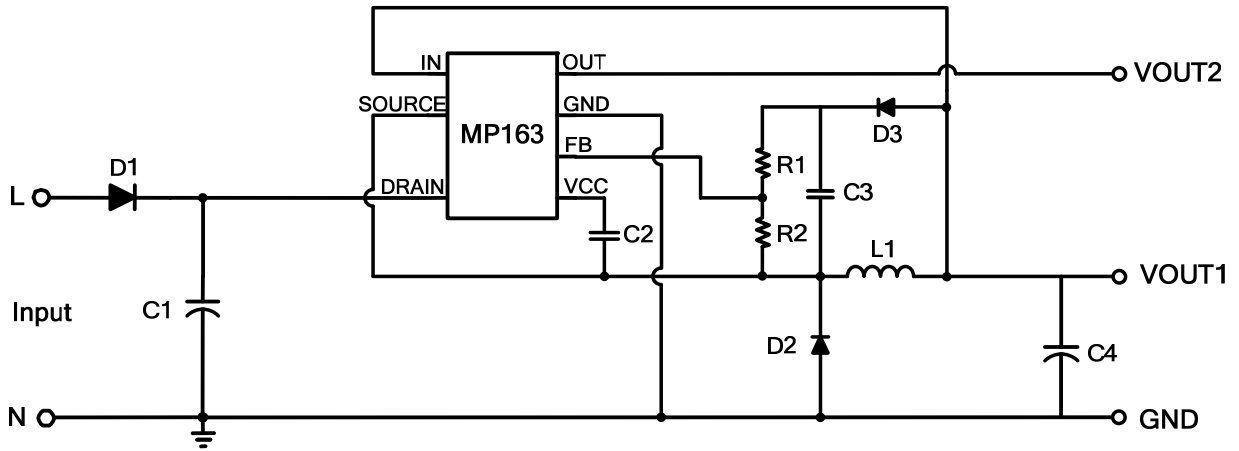 IN
OUT
VOUT2
SOURCE
GND
MP163
D3
FB
D1
R1
L
DRAIN
VCC
C3
C2
R2
L1
VOUT1
Input
C1
D2
C4
N
GND